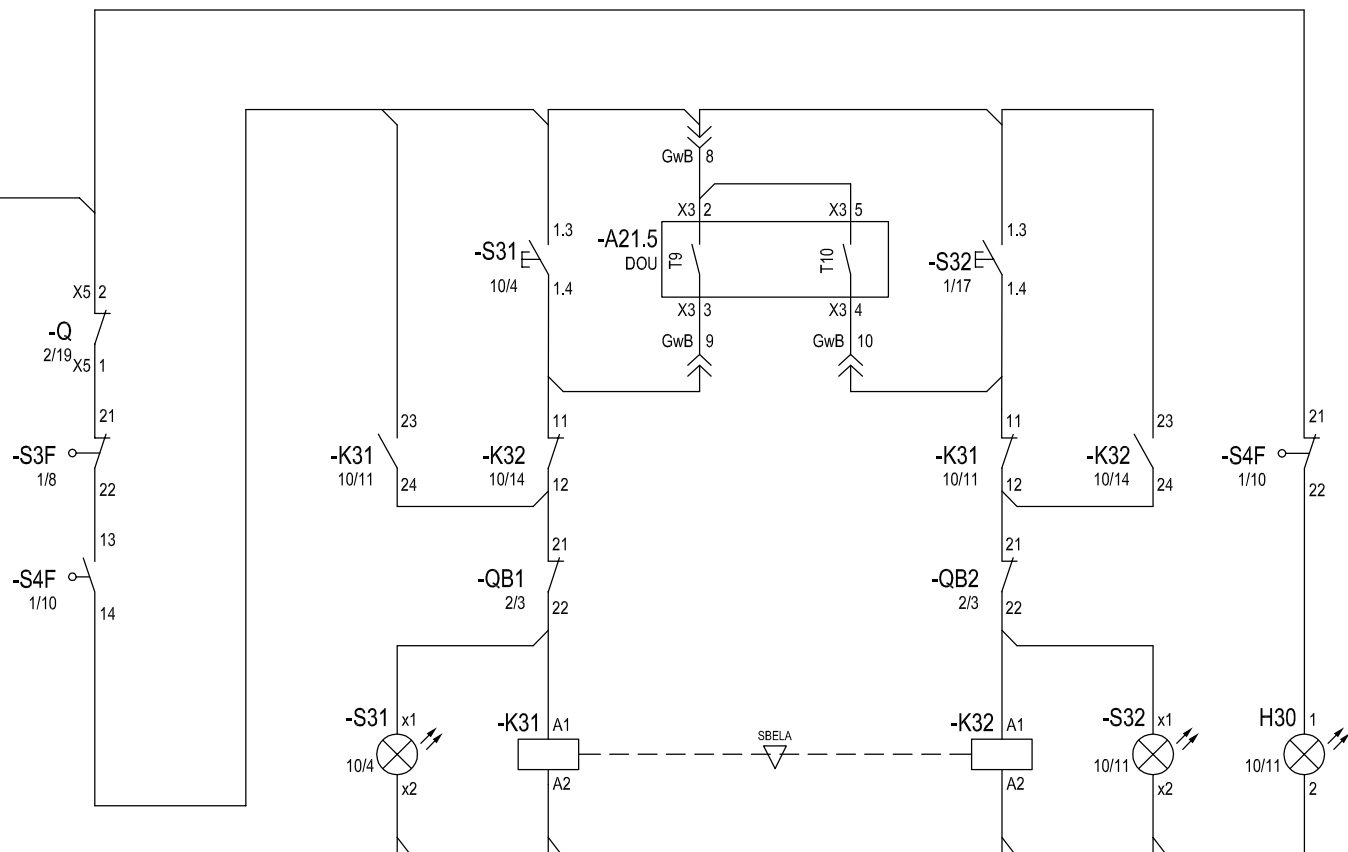 GwB 8
X3 2
X3 5
-A21.5
DOU
T9
T10
X3 3
X3 4
GwB 9
GwB 10
1.3
-S31
10/4
1.4
1.3
-S32
1/17
1.4
X5 2
-Q
2/19
X5 1
21
-S3F
1/8
22
13
-S4F
1/10
14
23
-K31
10/11
24
11
-K32
10/14
12
11
-K31
10/11
12
23
-K32
10/14
24
21
-S4F
1/10
22
21
-QB1
2/3
22
21
-QB2
2/3
22
-S31 x1
10/4
x2
-K31 A1
A2
SBELA
-K32 A1
A2
-S32 x1
10/11
x2
H30 1
10/11
2